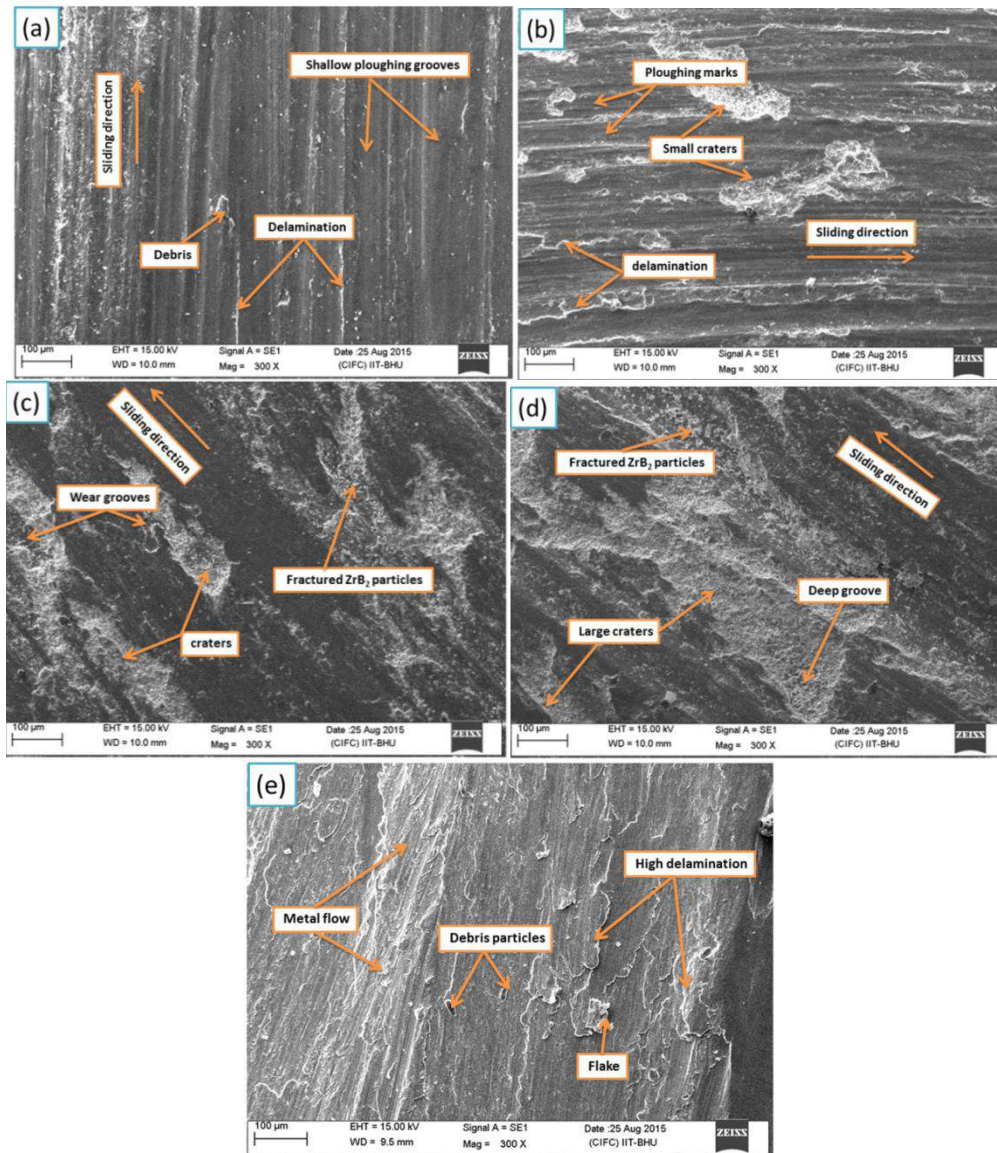 (a)
Shallow ploughing grooves
Sliding direction
Debris
Delamination
100 µm
EHT = 15.00 kV
Signal A = SE1
Date :25 Aug 2015
WD = 10.0 mm
Mag = 300 X
(CIFC) IIT-BHU
ZEISS
(b)
Ploughing marks
Small craters
Sliding direction
delamination
100 µm
EHT = 15.00 kV
Signal A = SE1
Date :25 Aug 2015
WD = 10.0 mm
Mag = 300 X
(CIFC) IIT-BHU
ZEISS
(c)
Sliding direction
Wear grooves
Fractured ZrB₂ particles
craters
100 µm
EHT = 15.00 kV
Signal A = SE1
Date :25 Aug 2015
WD = 10.0 mm
Mag = 300 X
(CIFC) IIT-BHU
ZEISS
(d)
Fractured ZrB₂ particles
Sliding direction
Deep groove
Large craters
100 µm
EHT = 15.00 kV
Signal A = SE1
Date :25 Aug 2015
WD = 10.0 mm
Mag = 300 X
(CIFC) IIT-BHU
ZEISS
(e)
High delamination
Metal flow
Debris particles
Flake
100 µm
EHT = 15.00 kV
Signal A = SE1
Date :25 Aug 2015
WD = 9.5 mm
Mag = 300 X
(CIFC) IIT-BHU
ZEISS